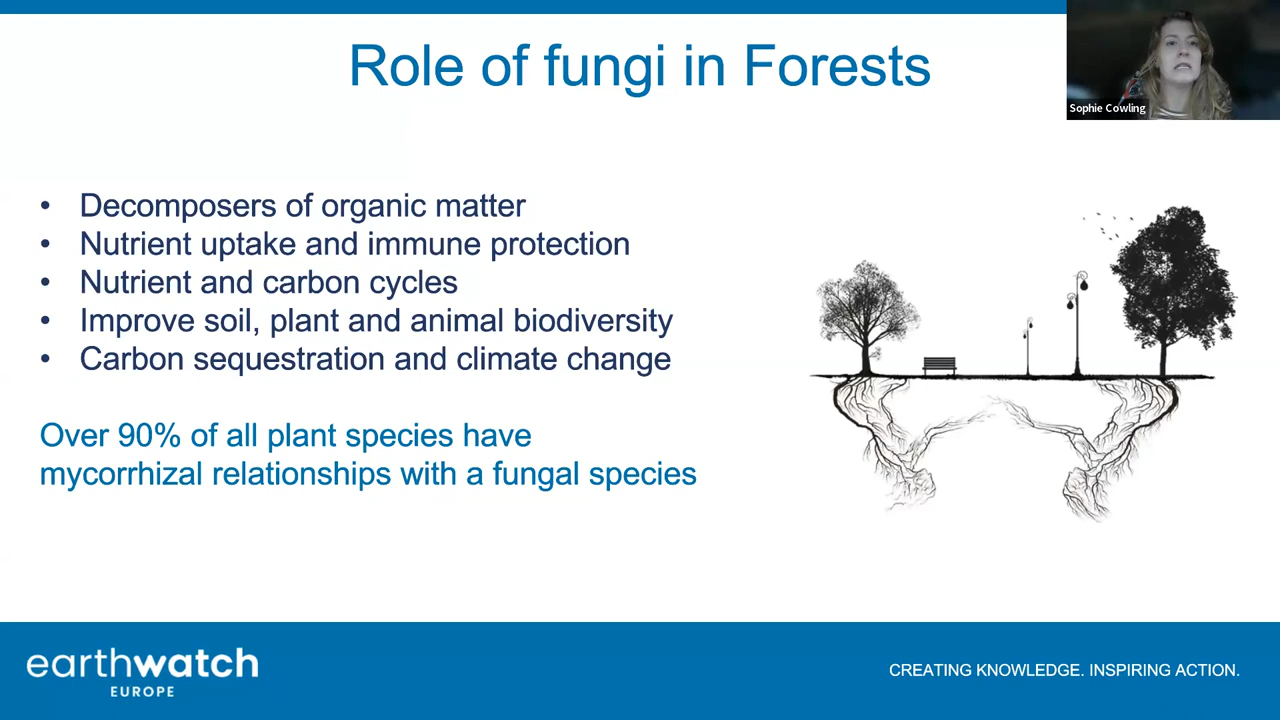 Role of fungi in Forests
Sophie Cowling
• Decomposers of organic matter
• Nutrient uptake and immune protection
• Nutrient and carbon cycles
• Improve soil, plant and animal biodiversity
• Carbon sequestration and climate change
Over 90% of all plant species have
mycorrhizal relationships with a fungal species
earthwatch
EUROPE
CREATING KNOWLEDGE. INSPIRING ACTION.